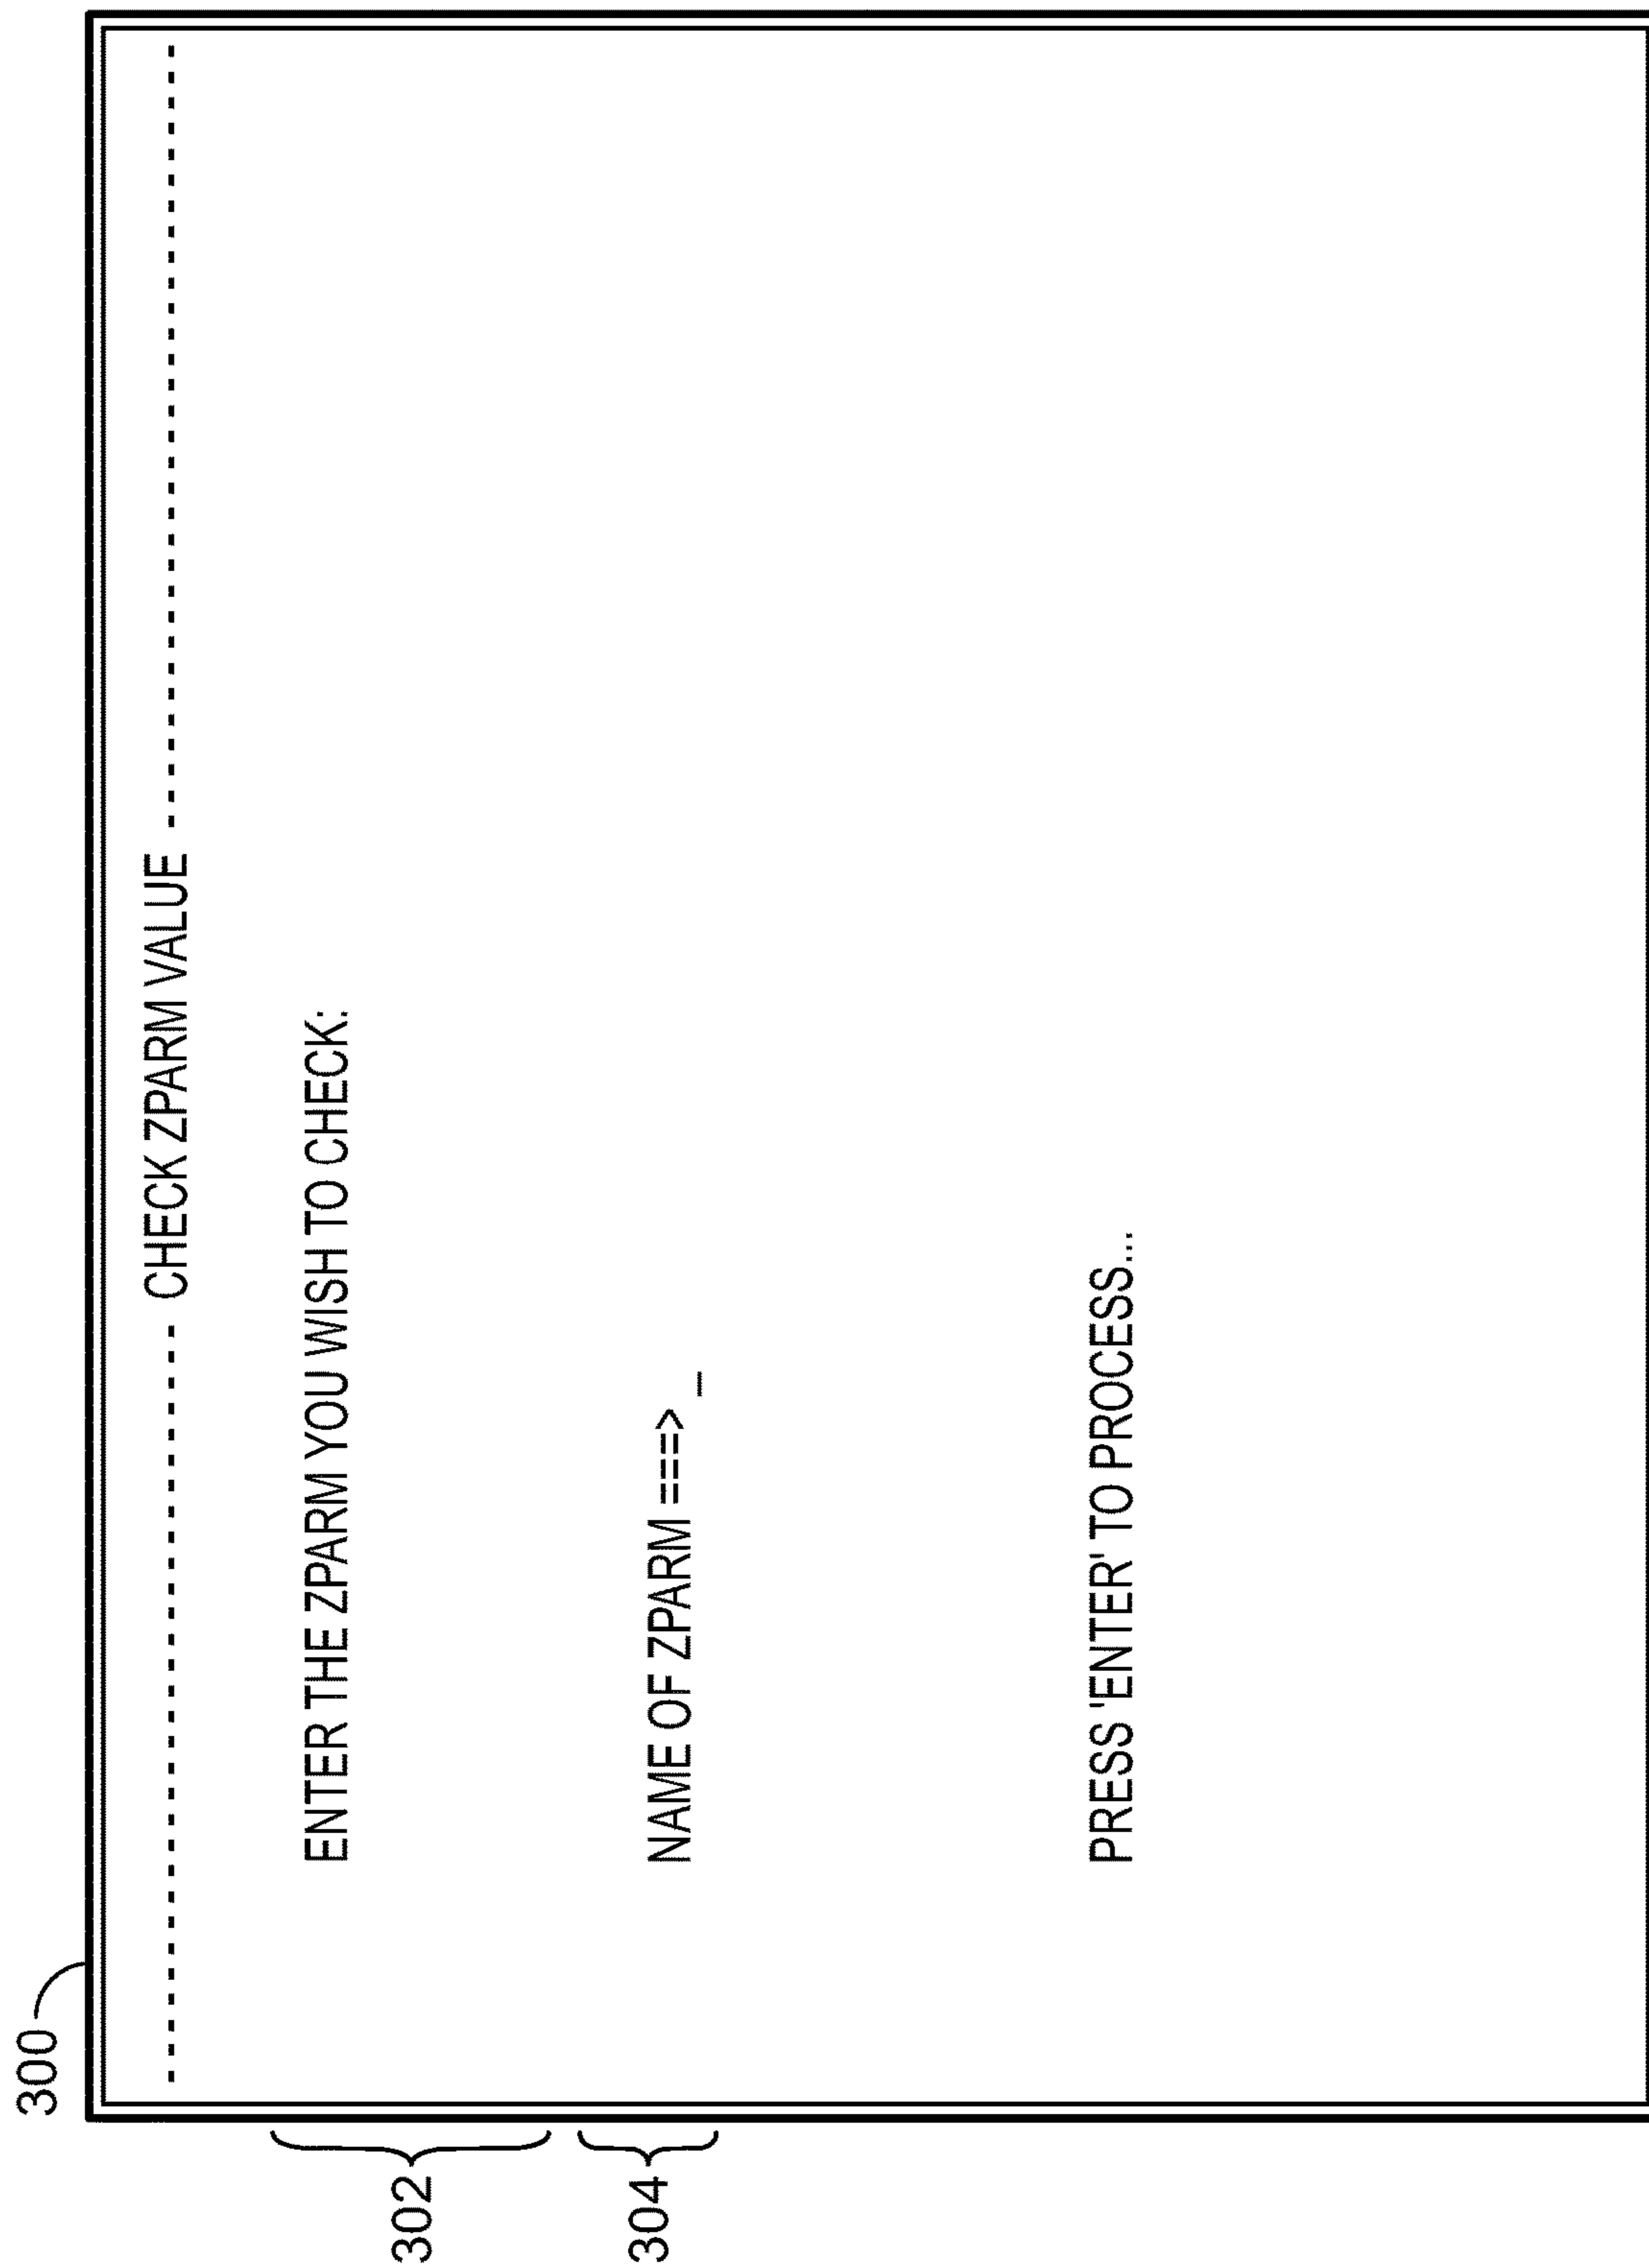 300
---------------------------- CHECK ZPARM VALUE -------------------------------
302
ENTER THE ZPARM YOU WISH TO CHECK:
304
NAME OF ZPARM ===> _
PRESS 'ENTER' TO PROCESS...